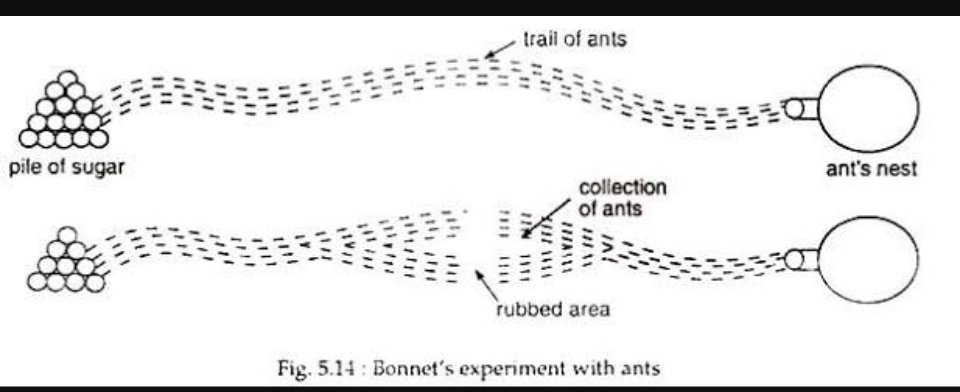 trail of ants
pile of sugar
ant's nest
collection
of ants
rubbed area
Fig. 5.14 : Bonnet's experiment with ants